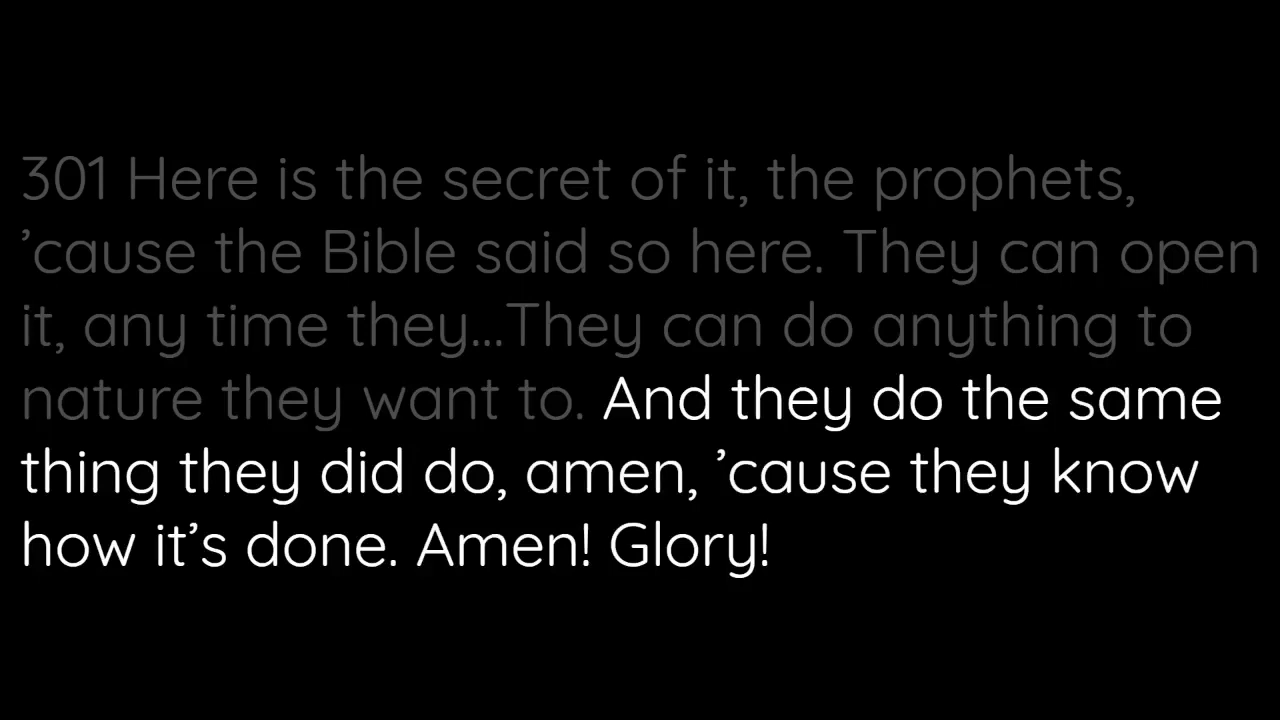 301 Here is the secret of it, the prophets,
’cause the Bible said so here. They can open
it, any time they...They can do anything to
nature they want to. And they do the same
thing they did do, amen, ’cause they know
how it’s done. Amen! Glory!